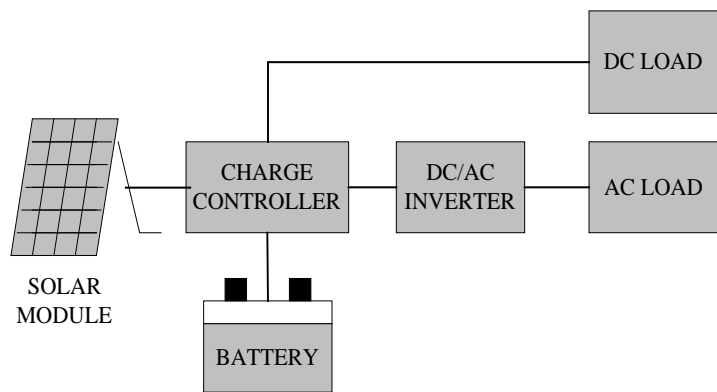 DC LOAD
CHARGE
CONTROLLER
DC/AC
INVERTER
AC LOAD
SOLAR
MODULE
BATTERY